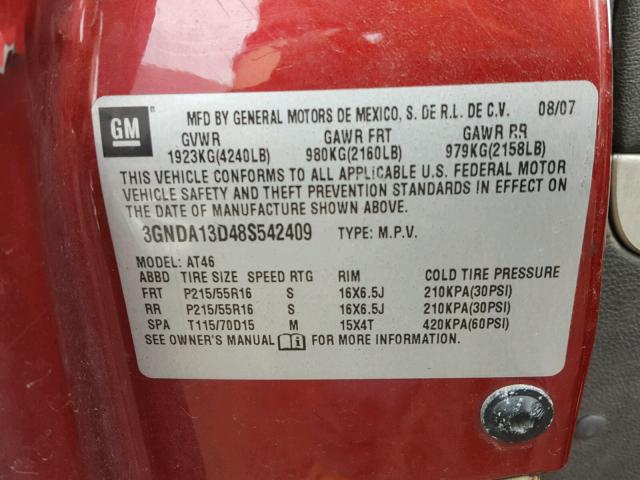 GM
MFD BY GENERAL MOTORS DE MEXICO, S. DE R.L. DE C.V. 08/07
GVWR GAWR FRT GAWR RR
1923KG(4240LB) 980KG(2160LB) 979KG(2158LB)
THIS VEHICLE CONFORMS TO ALL APPLICABLE U.S. FEDERAL MOTOR
VEHICLE SAFETY AND THEFT PREVENTION STANDARDS IN EFFECT ON
THE DATE OF MANUFACTURE SHOWN ABOVE.
3GNDA13D48S542409 TYPE: M.P.V.
MODEL: AT46
ABBD TIRE SIZE SPEED RTG RIM COLD TIRE PRESSURE
FRT P215/55R16 S 16X6.5J 210KPA(30PSI)
RR P215/55R16 S 16X6.5J 210KPA(30PSI)
SPA T115/70D15 M 15X4T 420KPA(60PSI)
SEE OWNER'S MANUAL FOR MORE INFORMATION.